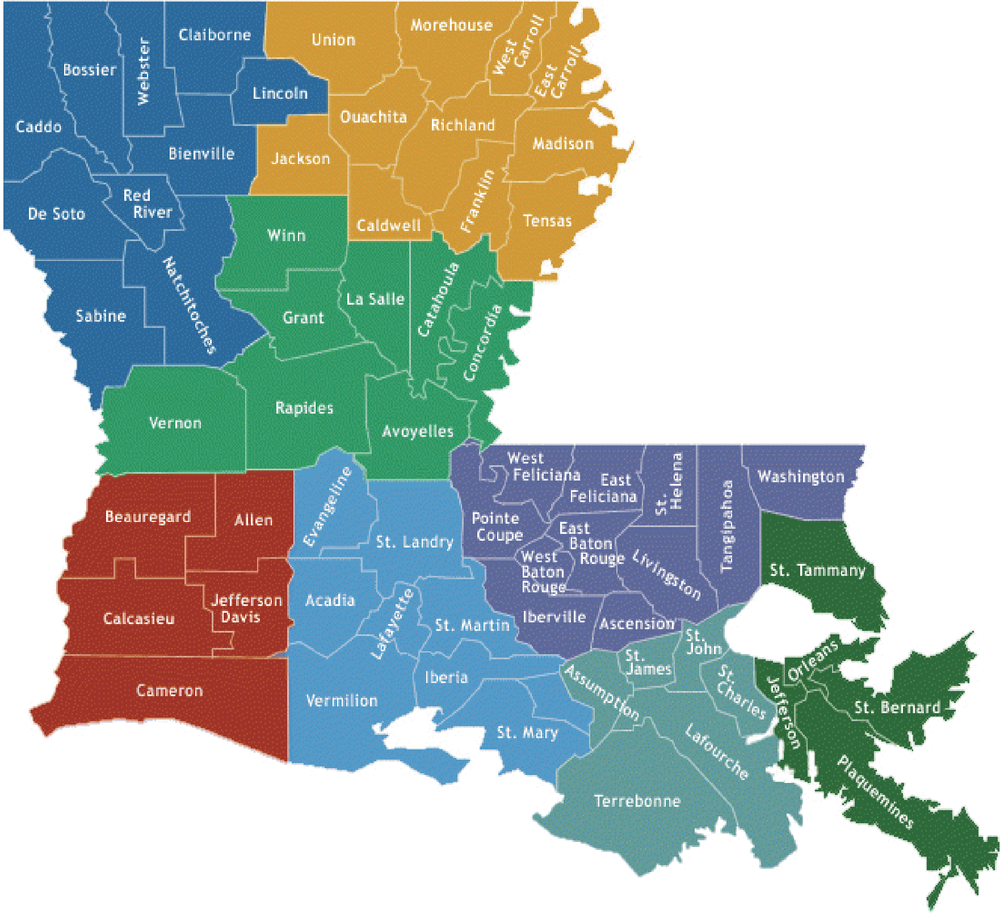 Claiborne
Union
Morehouse
West
Carroll
East
Carroll
Bossier
Webster
Lincoln
Caddo
Ouachita
Richland
Madison
Bienville
Jackson
Red
River
De Soto
Franklin
Caldwell
Tensas
Winn
Natchitoches
Sabine
Grant
La Salle
Catahoula
Concordia
Vernon
Rapides
Avoyelles
West
Feliciana
East
Feliciana
St.
Helena
Tangipahoa
Washington
Beauregard
Allen
Evangeline
St. Landry
Pointe
Coupe
East
Baton
Rouge
West
Baton
Rouge
Livingston
St. Tammany
Calcasieu
Jefferson
Davis
Acadia
Lafayette
St. Martin
Iberville
Ascension
St.
John
St.
James
Orleans
Cameron
Vermilion
Iberia
St. Mary
Assumption
St.
Charles
Jefferson
St. Bernard
Lafourche
Plaquemines
Terrebonne